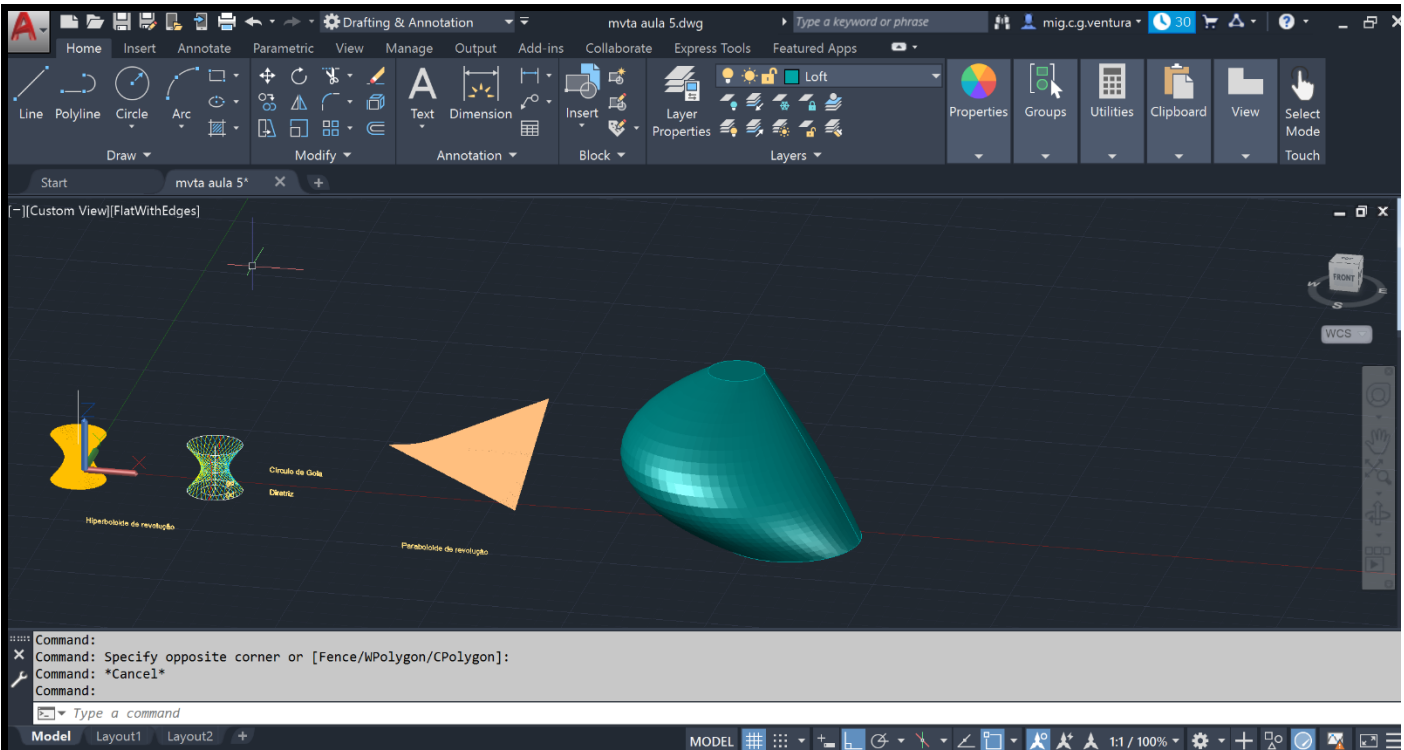 A Drafting & Annotation mvta aula 5.dwg Type a keyword or phrase mig.c.g.ventura 30 ?
Home Insert Annotate Parametric View Manage Output Add-ins Collaborate Express Tools Featured Apps
Loft
Line Polyline Circle Arc A Text Dimension Insert Layer Properties Properties Groups Utilities Clipboard View Select Mode
Draw Modify Annotation Block Layers Touch
Start mvta aula 5* +
[−][Custom View][FlatWithEdges]
FRONT
W S E
WCS
Círculo de Gola
Diretriz
Hiperboloide de revolução
Paraboloide de revolução
Command:
Command: Specify opposite corner or [Fence/WPolygon/CPolygon]:
Command: *Cancel*
Command:
Type a command
Model Layout1 Layout2 +
MODEL 1:1 / 100%